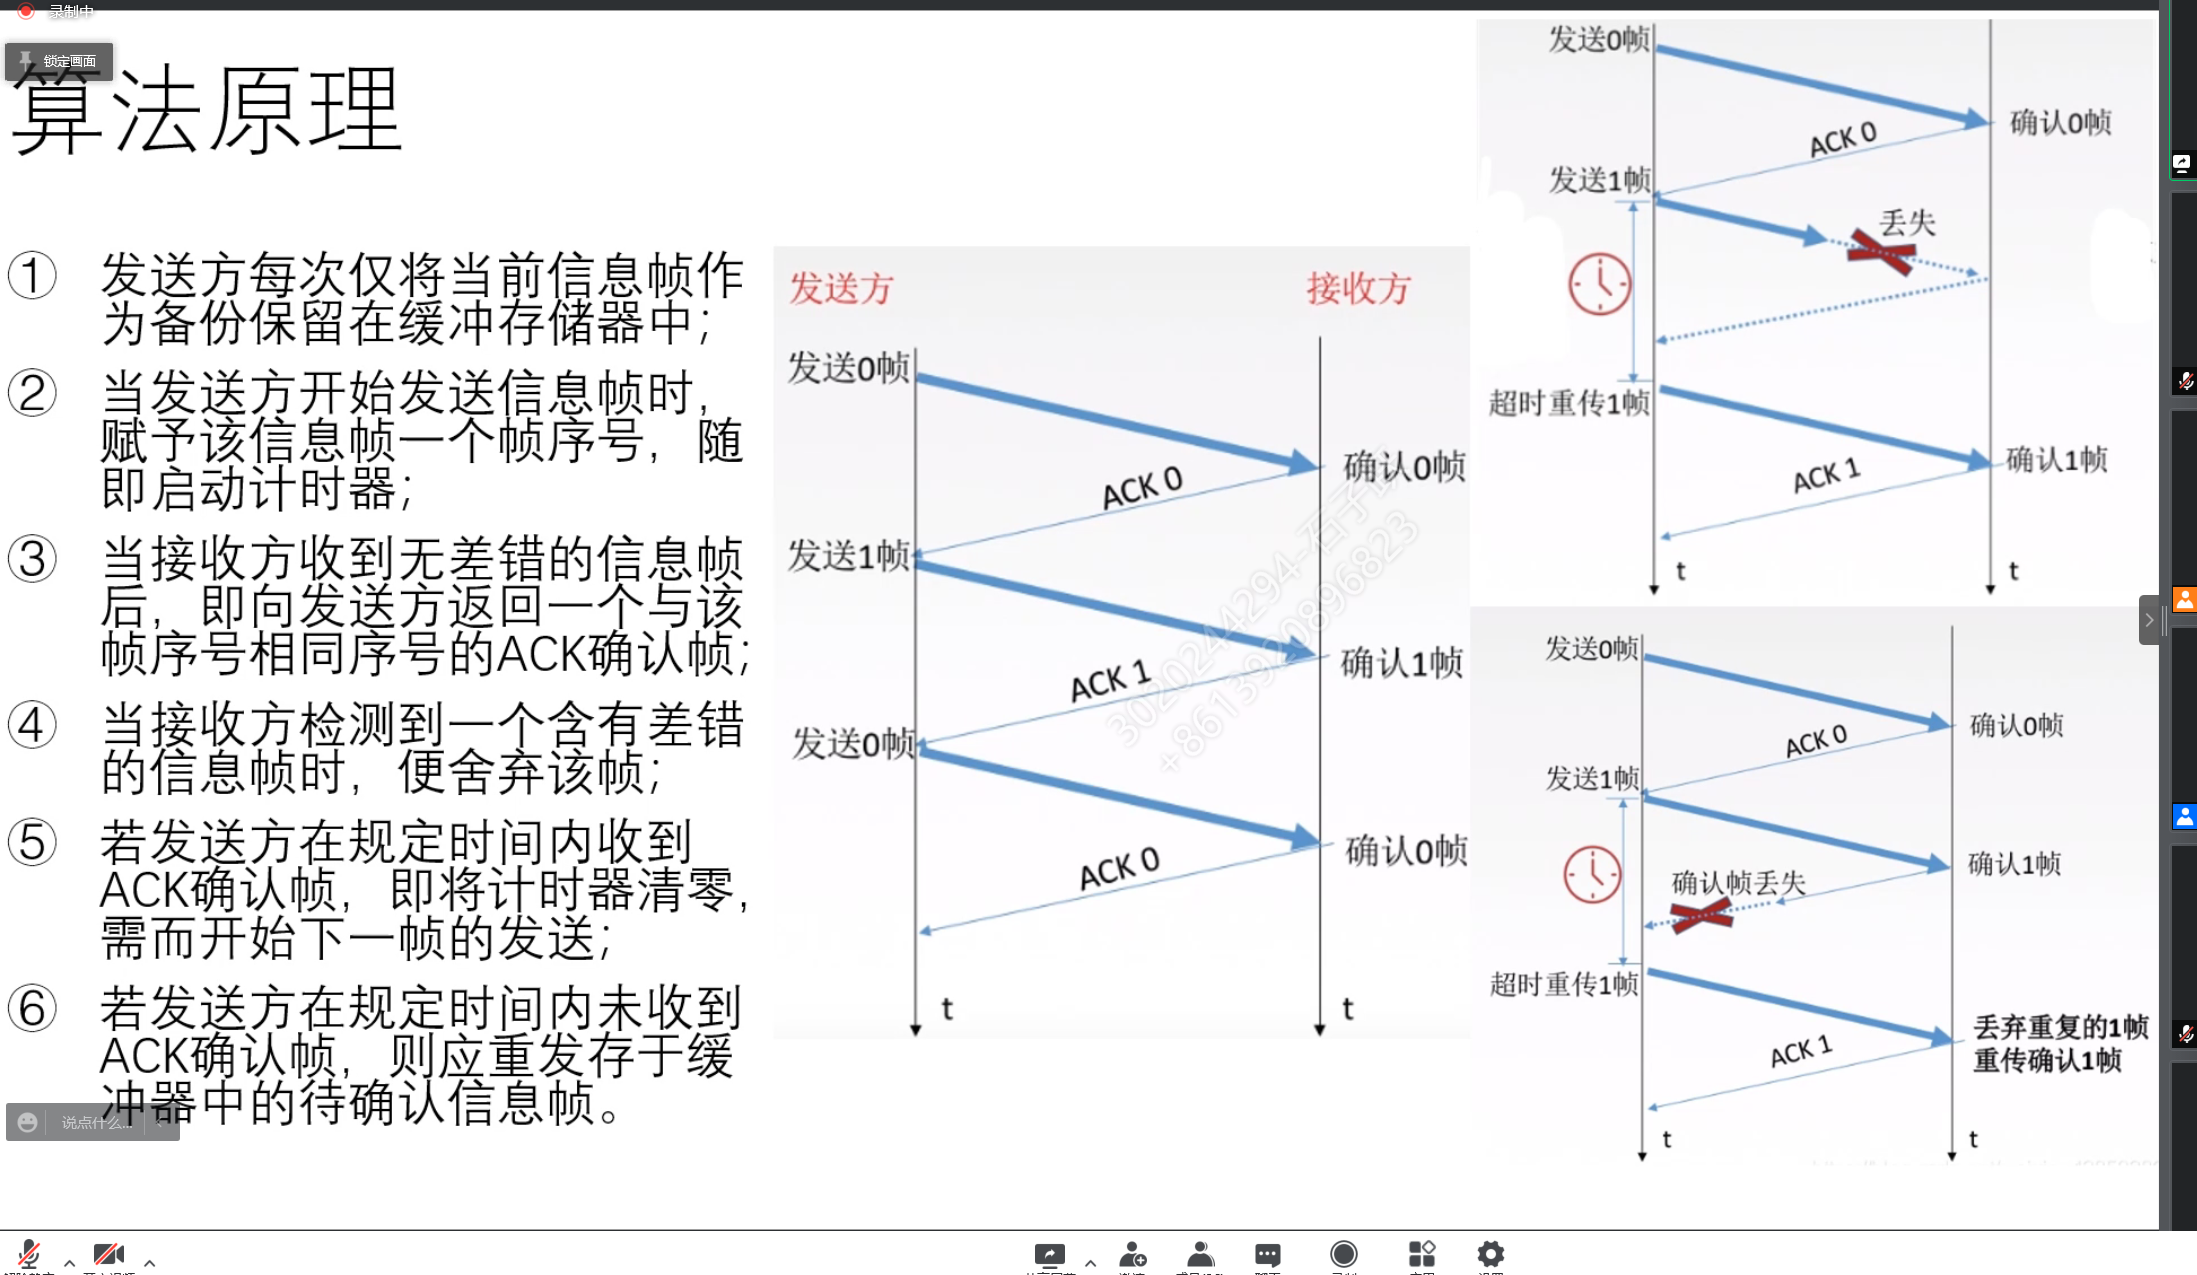 录制中
锁定画面
算法原理
① 发送方每次仅将当前信息帧作
为备份保留在缓冲存储器中;
② 当发送方开始发送信息帧时,
赋予该信息帧一个帧序号, 随
即启动计时器;
③ 当接收方收到无差错的信息帧
后, 即向发送方返回一个与该
帧序号相同序号的ACK确认帧;
④ 当接收方检测到一个含有差错
的信息帧时, 便舍弃该帧;
⑤ 若发送方在规定时间内收到
ACK确认帧, 即将计时器清零,
需而开始下一帧的发送;
⑥ 若发送方在规定时间内未收到
ACK确认帧, 则应重发存于缓
冲器中的待确认信息帧。
说点什么...
发送方
接收方
发送0帧
确认0帧
ACK 0
发送1帧
确认1帧
ACK 1
发送0帧
确认0帧
ACK 0
t
t
3020244294-石子
+8613920896823
发送0帧
确认0帧
ACK 0
发送1帧
丢失
超时重传1帧
确认1帧
ACK 1
t
t
发送0帧
确认0帧
ACK 0
发送1帧
确认1帧
确认帧丢失
超时重传1帧
丢弃重复的1帧
重传确认1帧
ACK 1
t
t